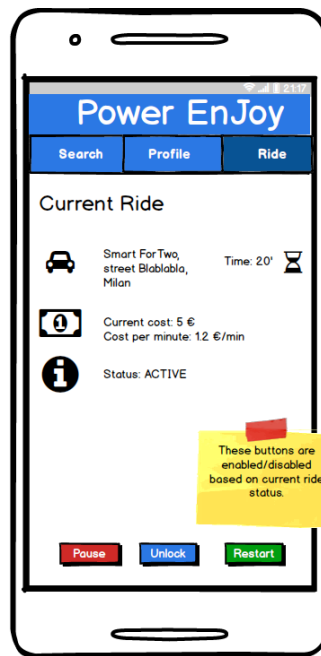 21:17
Power EnJoy
Search Profile Ride
Current Ride
Smart ForTwo,
street Blablabla,
Milan
Time: 20'
1
Current cost: 5 €
Cost per minute: 1.2 €/min
Status: ACTIVE
These buttons are
enabled/disabled
based on current ride
status.
Pause Unlock Restart